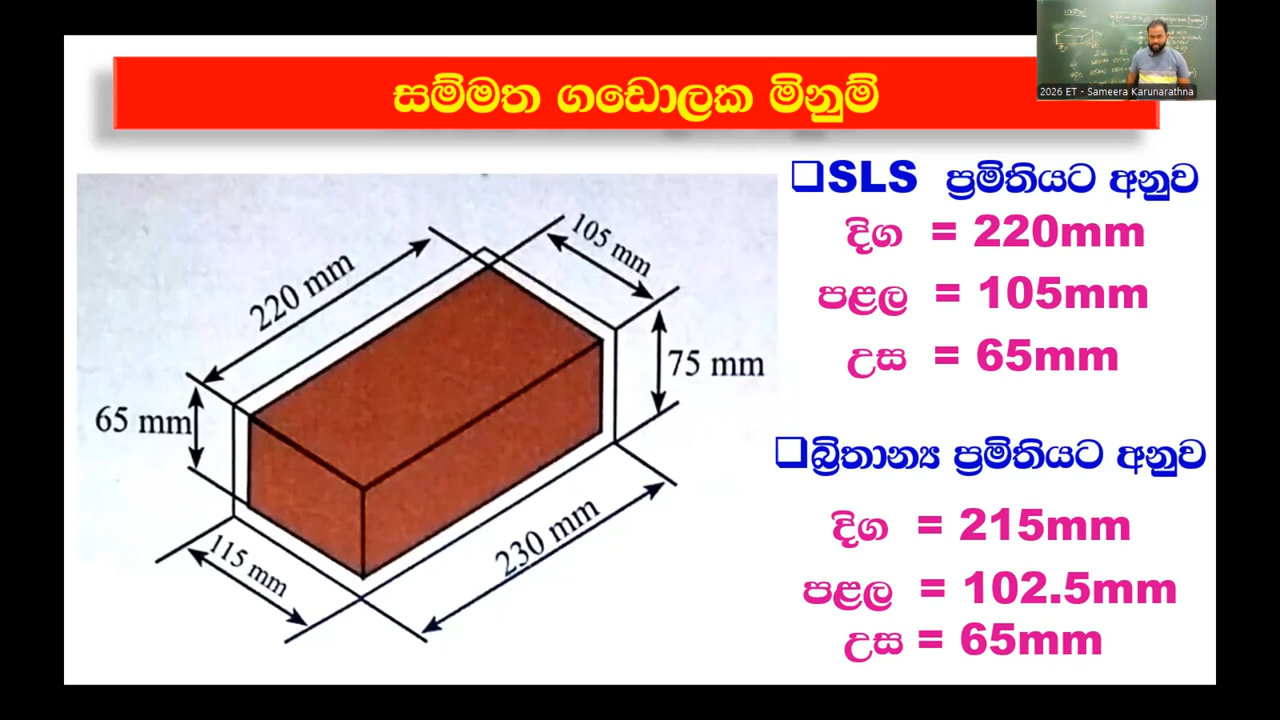 සම්මත ගඩොලක මිනුම්
2026 ET - Sameera Karunarathna
220 mm
105 mm
75 mm
65 mm
115 mm
230 mm
❑SLS ප්‍රමිතියට අනුව
දිග = 220mm
පළල = 105mm
උස = 65mm
❑බ්‍රිතාන්‍ය ප්‍රමිතියට අනුව
දිග = 215mm
පළල = 102.5mm
උස = 65mm